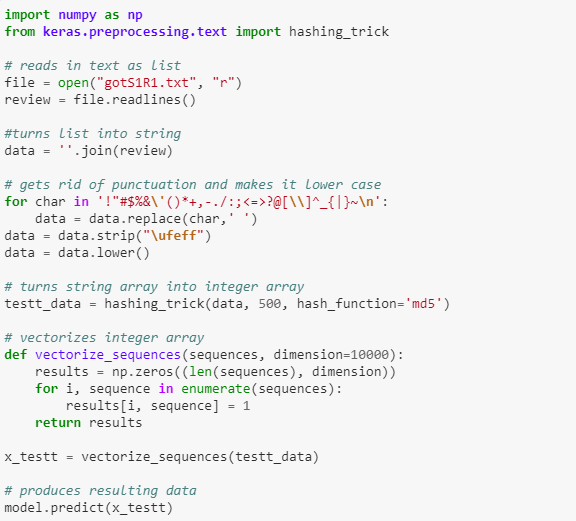 import numpy as np
from keras.preprocessing.text import hashing_trick

# reads in text as list
file = open("gotS1R1.txt", "r")
review = file.readlines()

#turns list into string
data = ''.join(review)

# gets rid of punctuation and makes it lower case
for char in '!"#$%&\'()*+,-./:;<=>?@[\\]^_{|}~\n':
    data = data.replace(char,' ')
data = data.strip("\ufeff")
data = data.lower()

# turns string array into integer array
testt_data = hashing_trick(data, 500, hash_function='md5')

# vectorizes integer array
def vectorize_sequences(sequences, dimension=10000):
    results = np.zeros((len(sequences), dimension))
    for i, sequence in enumerate(sequences):
        results[i, sequence] = 1
    return results

x_testt = vectorize_sequences(testt_data)

# produces resulting data
model.predict(x_testt)